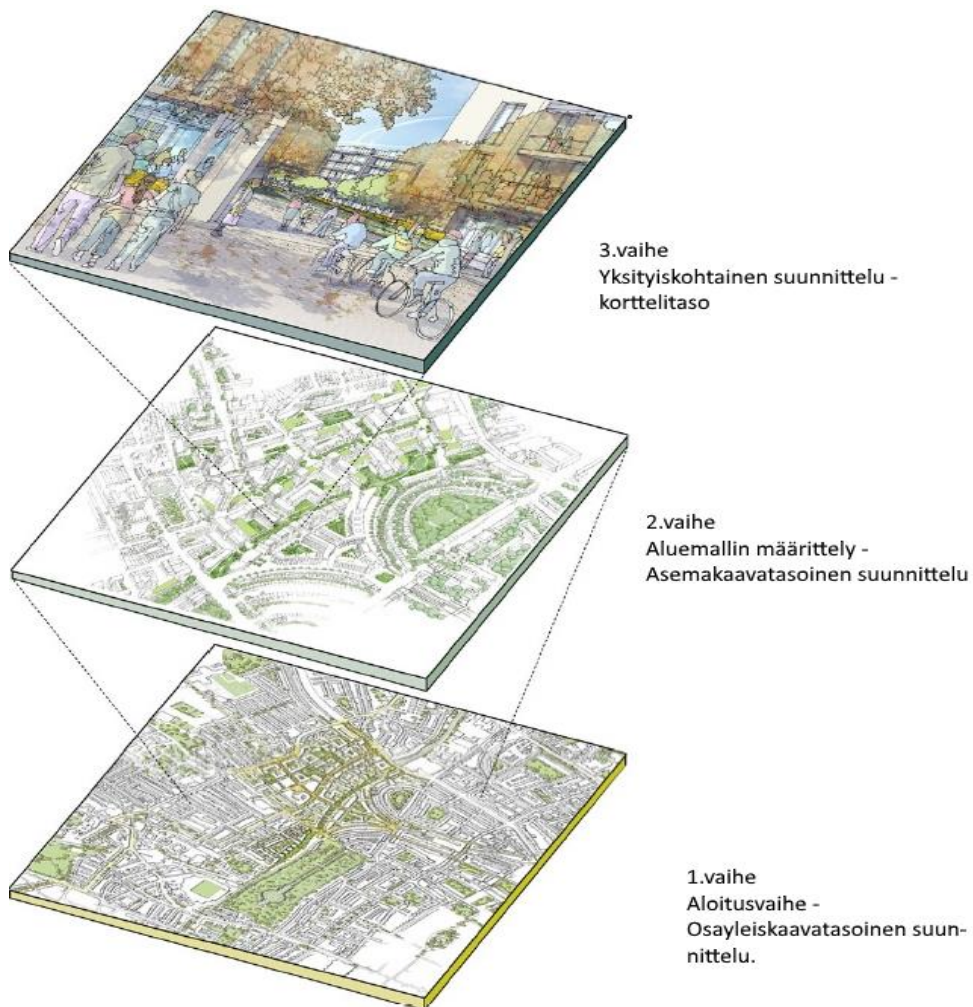 3.vaihe
Yksityiskohtainen suunnittelu -
korttelitaso
2.vaihe
Aluemallin määrittely -
Asemakaavatasoinen suunnittelu
1.vaihe
Aloitusvaihe -
Osayleiskaavatasoinen suun-
nittelu.